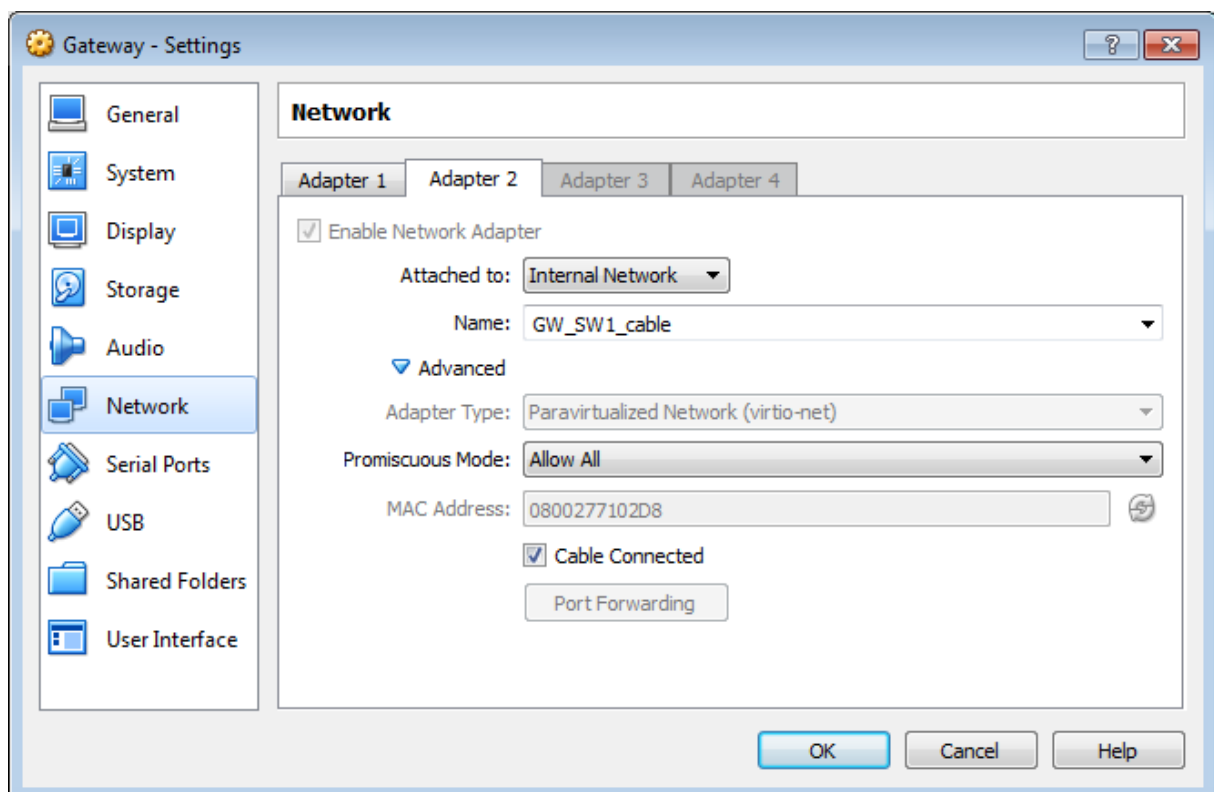 Gateway - Settings
General
System
Display
Storage
Audio
Network
Serial Ports
USB
Shared Folders
User Interface
Network
Adapter 1 Adapter 2 Adapter 3 Adapter 4
Enable Network Adapter
Attached to: Internal Network
Name: GW_SW1_cable
Advanced
Adapter Type: Paravirtualized Network (virtio-net)
Promiscuous Mode: Allow All
MAC Address: 0800277102D8
Cable Connected
Port Forwarding
OK Cancel Help